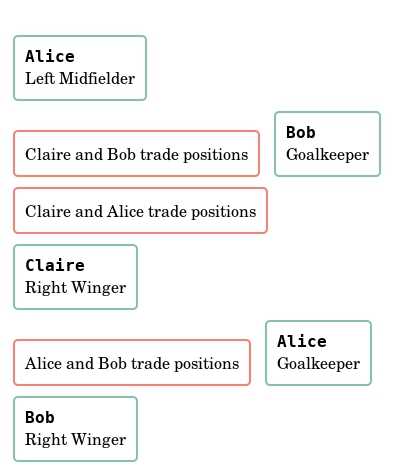 Alice
Left Midfielder
Claire and Bob trade positions
Bob
Goalkeeper
Claire and Alice trade positions
Claire
Right Winger
Alice and Bob trade positions
Alice
Goalkeeper
Bob
Right Winger